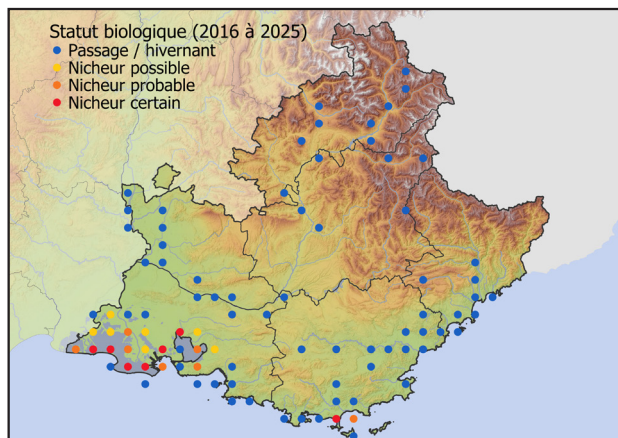 Statut biologique (2016 à 2025)
Passage / hivernant
Nicheur possible
Nicheur probable
Nicheur certain